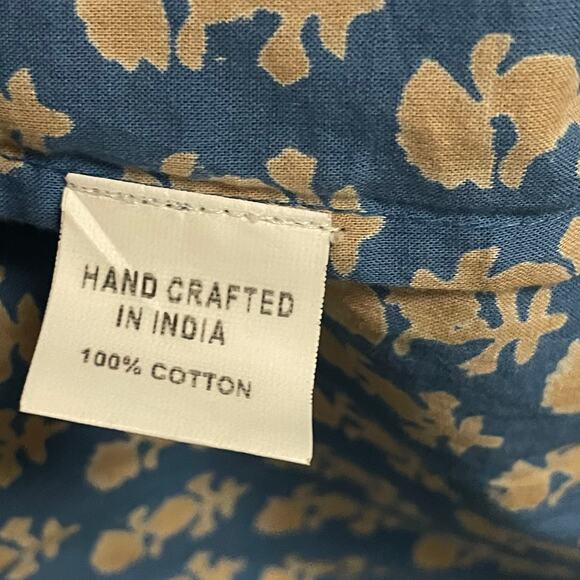 HAND CRAFTED
IN INDIA
100% COTTON